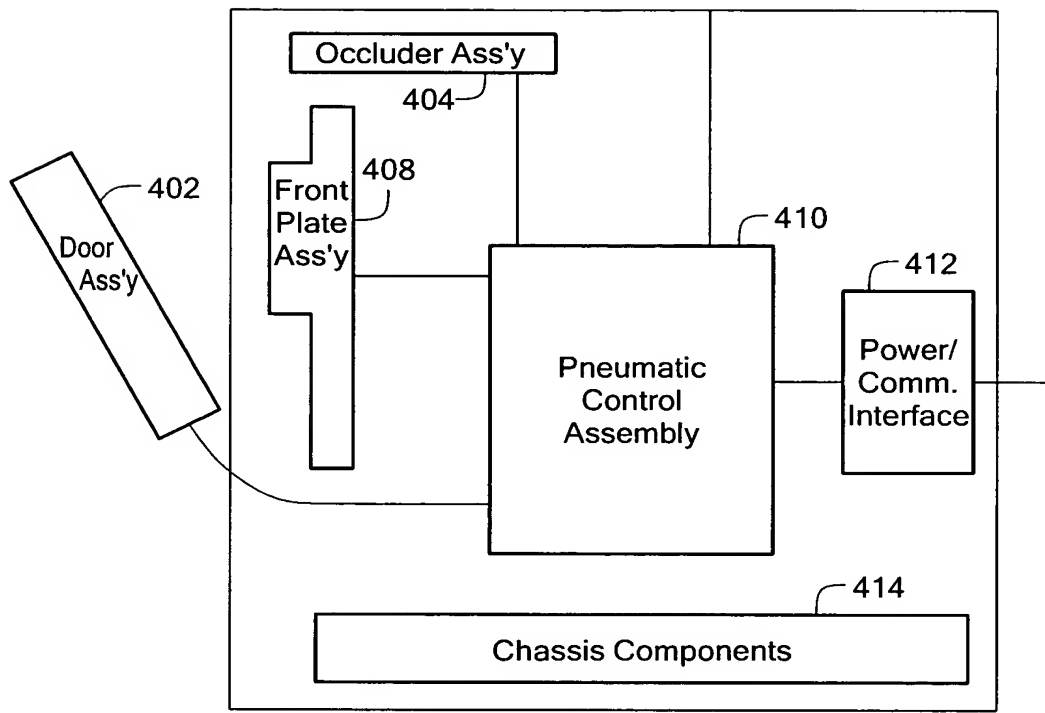 Occluder Ass'y
404
402
Door
Ass'y
408
Front
Plate
Ass'y
410
412
Pneumatic
Control
Assembly
Power/
Comm.
Interface
414
Chassis Components